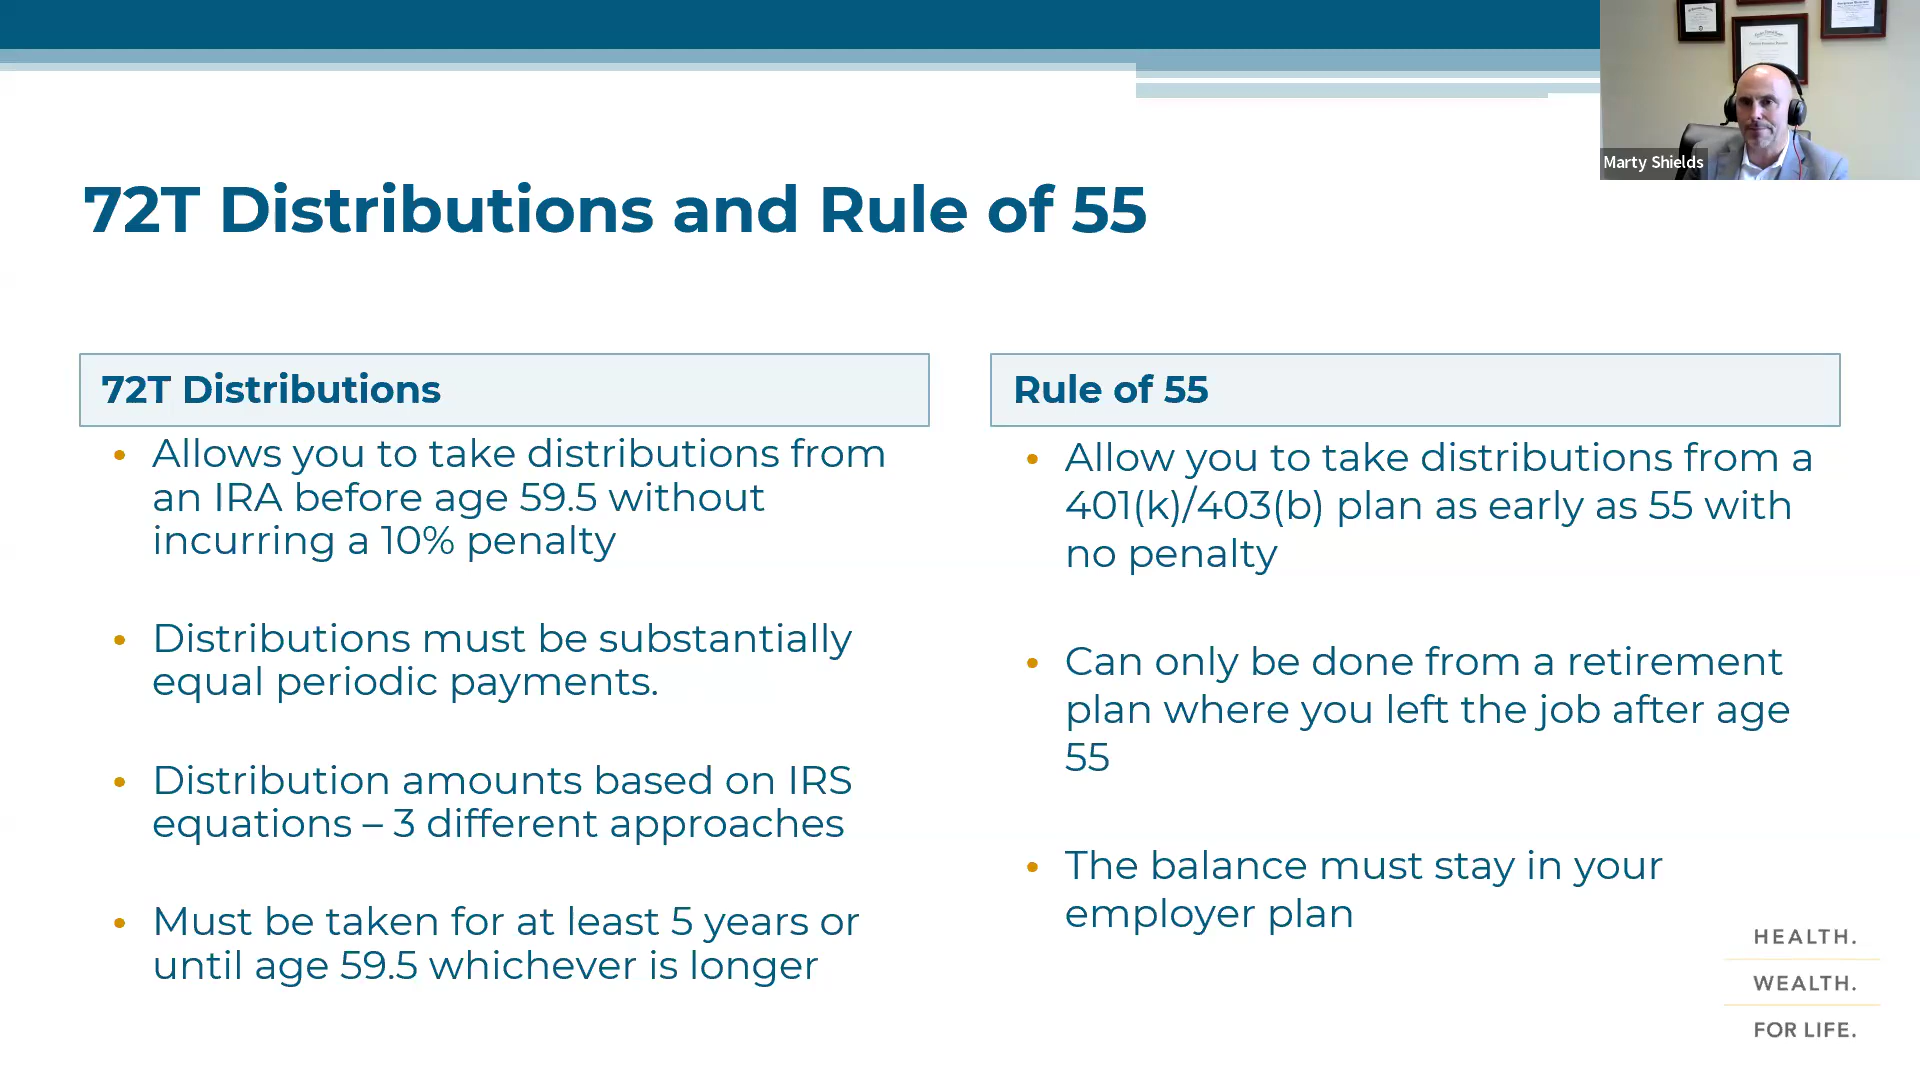 Marty Shields
72T Distributions and Rule of 55
72T Distributions
• Allows you to take distributions from
an IRA before age 59.5 without
incurring a 10% penalty
• Distributions must be substantially
equal periodic payments.
• Distribution amounts based on IRS
equations – 3 different approaches
• Must be taken for at least 5 years or
until age 59.5 whichever is longer
Rule of 55
• Allow you to take distributions from a
401(k)/403(b) plan as early as 55 with
no penalty
• Can only be done from a retirement
plan where you left the job after age
55
• The balance must stay in your
employer plan
HEALTH.
WEALTH.
FOR LIFE.